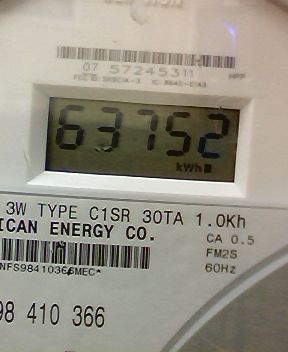 07 57245311
63752
kWh
3W TYPE C1SR 30TA 1.0Kh
ICAN ENERGY CO.
CA 0.5
FM2S
60Hz
NFS98410366MEC*
98 410 366